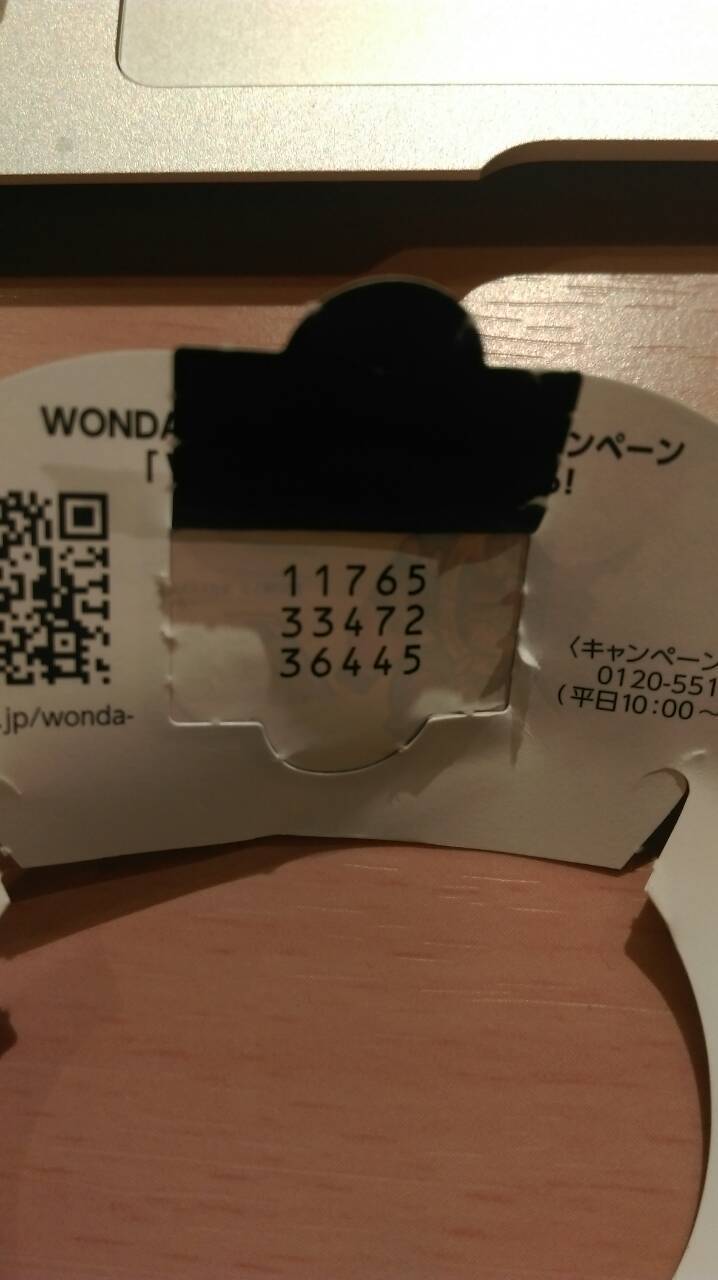 WONDA
ンペーン
「
!
11765
33472
36445
.jp/wonda-
〈キャンペーン
0120-551
(平日10:00～